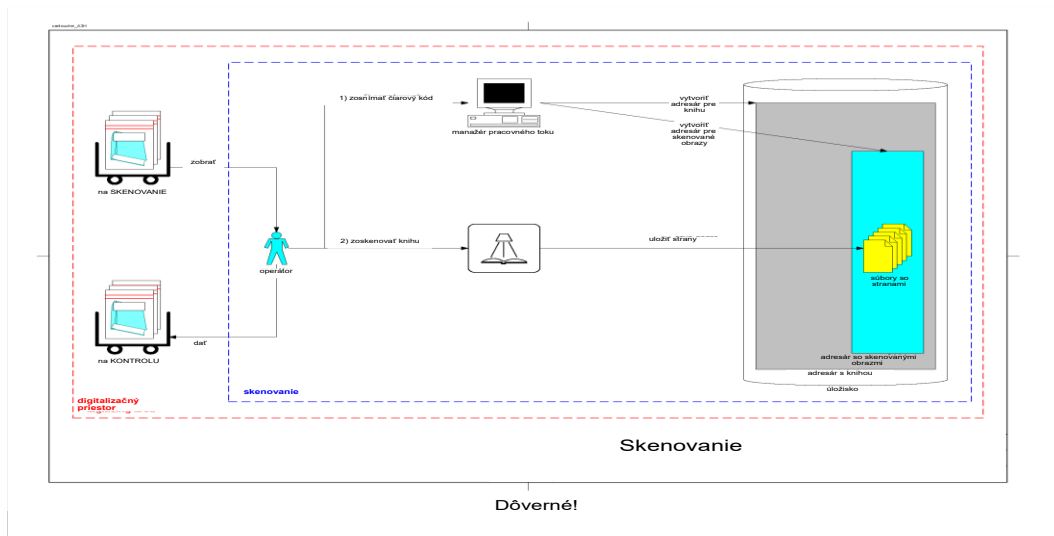 1) zosnímať čiarový kód
manažér pracovného toku
vytvoriť
adresár pre
knihu
vytvoriť
adresár pre
skenované
obrazy
zobrať
na SKENOVANIE
2) zoskenovať knihu
uložiť strany
operátor
súbory so
stranami
dať
na KONTROLU
adresár so skenovanými
obrazmi
adresár s knihou
úložisko
skenovanie
digitalizačný
priestor
Skenovanie
Dôverné!